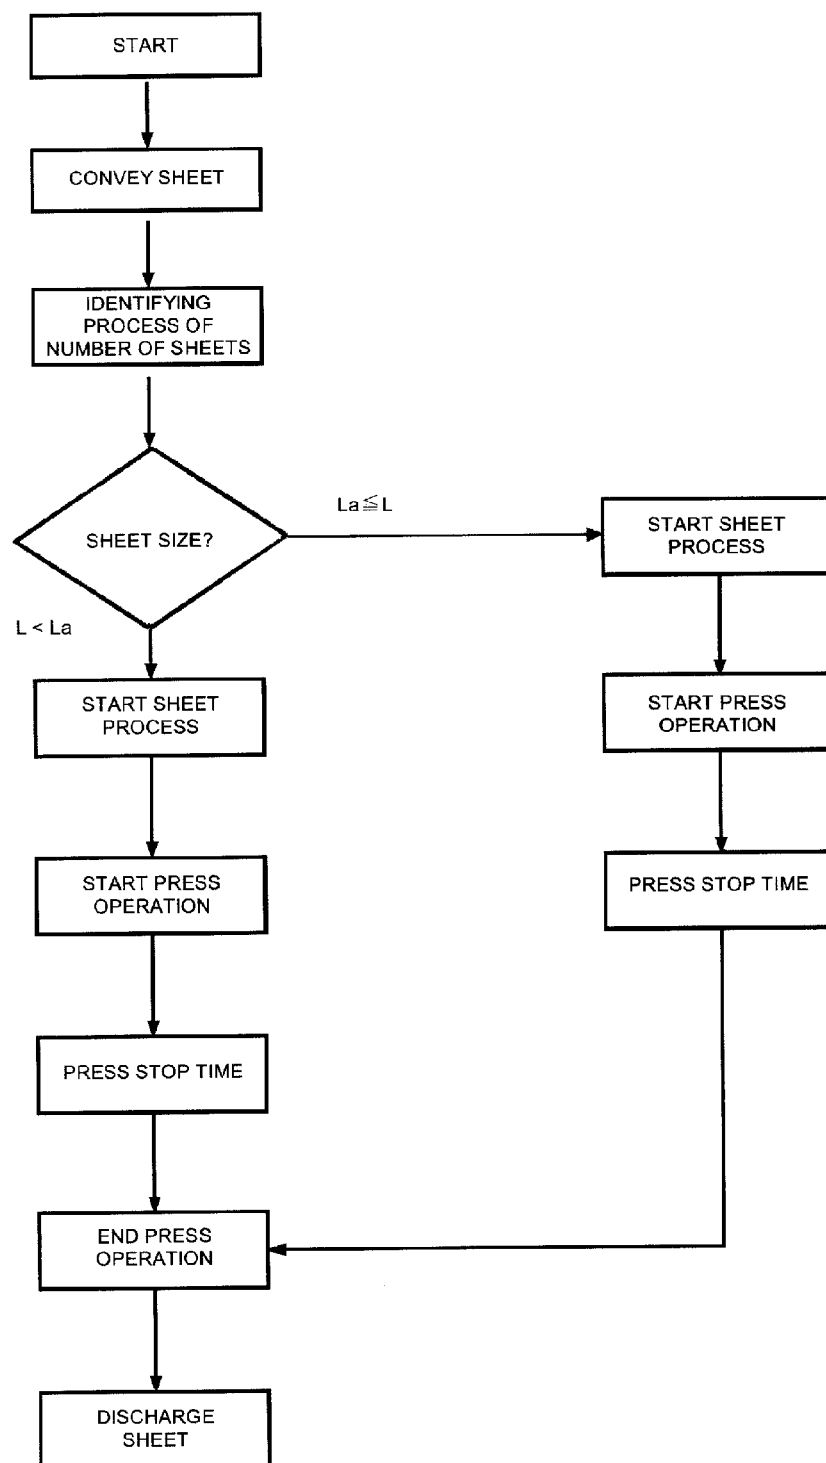 START
CONVEY SHEET
IDENTIFYING
PROCESS OF
NUMBER OF SHEETS
SHEET SIZE?
La≦L
L < La
START SHEET
PROCESS
START PRESS
OPERATION
PRESS STOP TIME
START SHEET
PROCESS
START PRESS
OPERATION
PRESS STOP TIME
END PRESS
OPERATION
DISCHARGE
SHEET